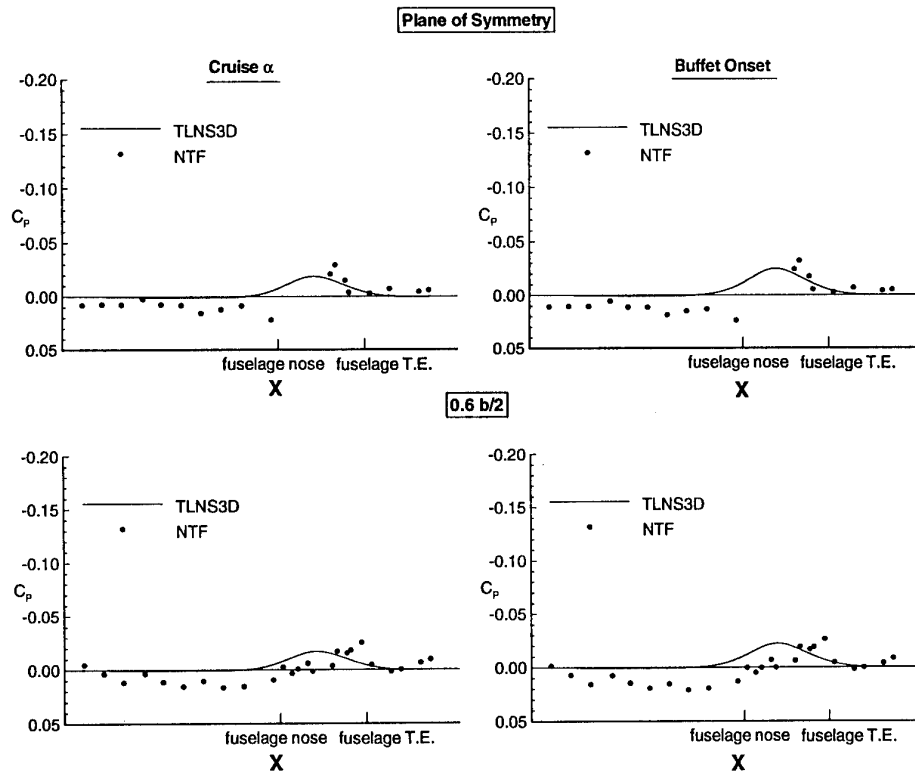 Plane of Symmetry
Cruise α
Buffet Onset
-0.20
-0.15
-0.10
-0.05
0.00
0.05
Cp
TLNS3D
NTF
fuselage nose
fuselage T.E.
X
-0.20
-0.15
-0.10
-0.05
0.00
0.05
Cp
TLNS3D
NTF
fuselage nose
fuselage T.E.
X
0.6 b/2
-0.20
-0.15
-0.10
-0.05
0.00
0.05
Cp
TLNS3D
NTF
fuselage nose
fuselage T.E.
X
-0.20
-0.15
-0.10
-0.05
0.00
0.05
Cp
TLNS3D
NTF
fuselage nose
fuselage T.E.
X